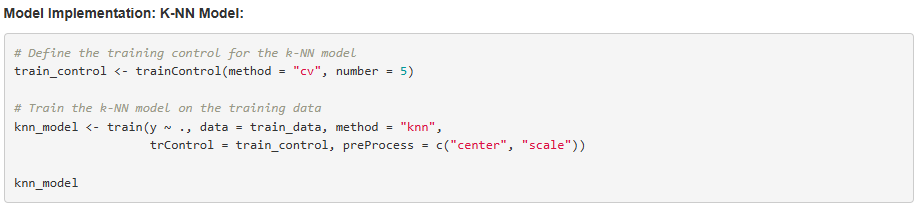 Model Implementation: K-NN Model:
# Define the training control for the k-NN model
train_control <- trainControl(method = "cv", number = 5)
# Train the k-NN model on the training data
knn_model <- train(y ~ ., data = train_data, method = "knn",
trControl = train_control, preProcess = c("center", "scale"))
knn_model